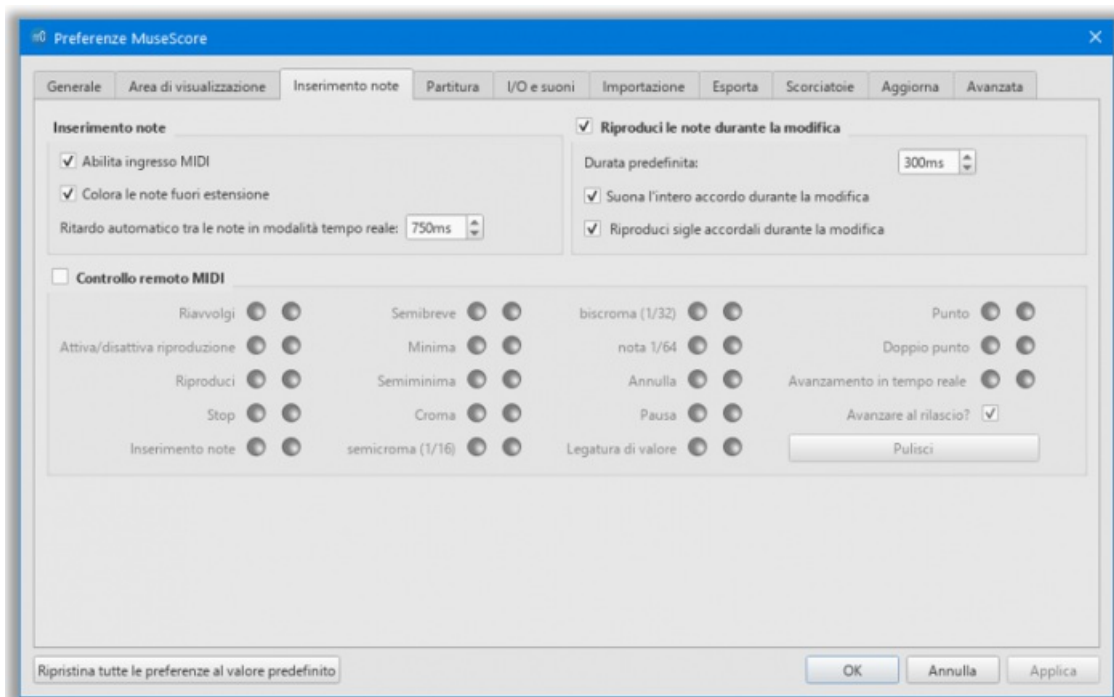 Preferenze MuseScore
Generale Area di visualizzazione Inserimento note Partitura I/O e suoni Importazione Esporta Scorciatoie Aggiorna Avanzata
Inserimento note
Abilita ingresso MIDI
Colora le note fuori estensione
Ritardo automatico tra le note in modalità tempo reale: 750ms
Riproduci le note durante la modifica
Durata predefinita: 300ms
Suona l'intero accordo durante la modifica
Riproduci sigle accordali durante la modifica
Controllo remoto MIDI
Riavvolgi Semibreve biscroma (1/32) Punto
Attiva/disattiva riproduzione Minima nota 1/64 Doppio punto
Riproduci Semiminima Annulla Avanzamento in tempo reale
Stop Croma Pausa Avanzare al rilascio?
Inserimento note semicroma (1/16) Legatura di valore Pulisci
Ripristina tutte le preferenze al valore predefinito OK Annulla Applica